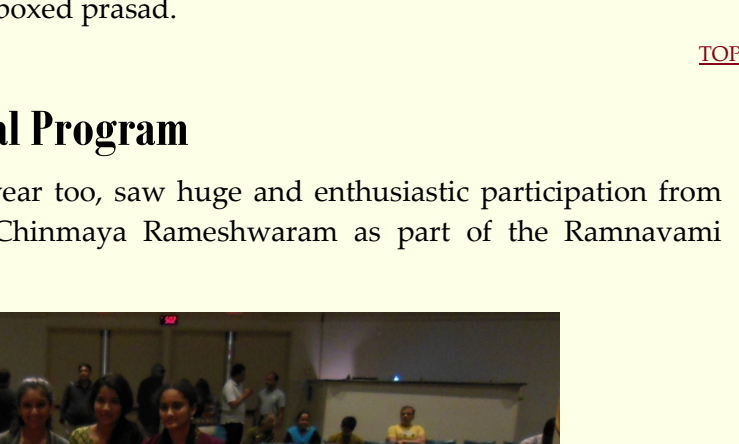 boxed prasad.
TOP
al Program
year too, saw huge and enthusiastic participation from
Chinmaya Rameshwaram as part of the Ramnavami